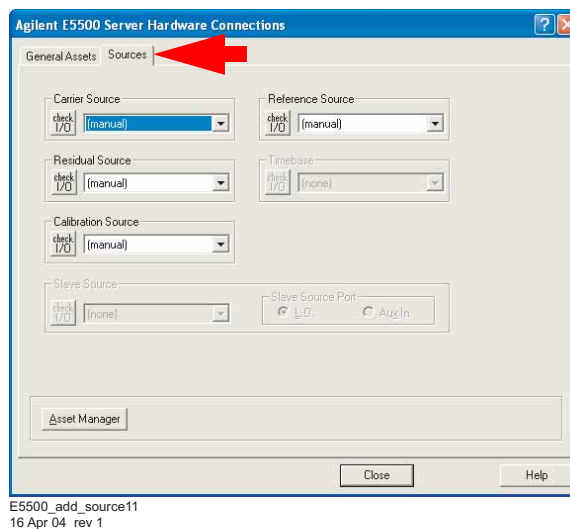 Agilent E5500 Server Hardware Connections
General Assets Sources
Carrier Source
check I/O (manual)
Reference Source
check I/O (manual)
Residual Source
check I/O (manual)
Timebase
check I/O (none)
Calibration Source
check I/O (manual)
Slave Source
check I/O (none)
Slave Source Port
L.O. Aux In
Asset Manager
Close Help
E5500_add_source11
16 Apr 04 rev 1